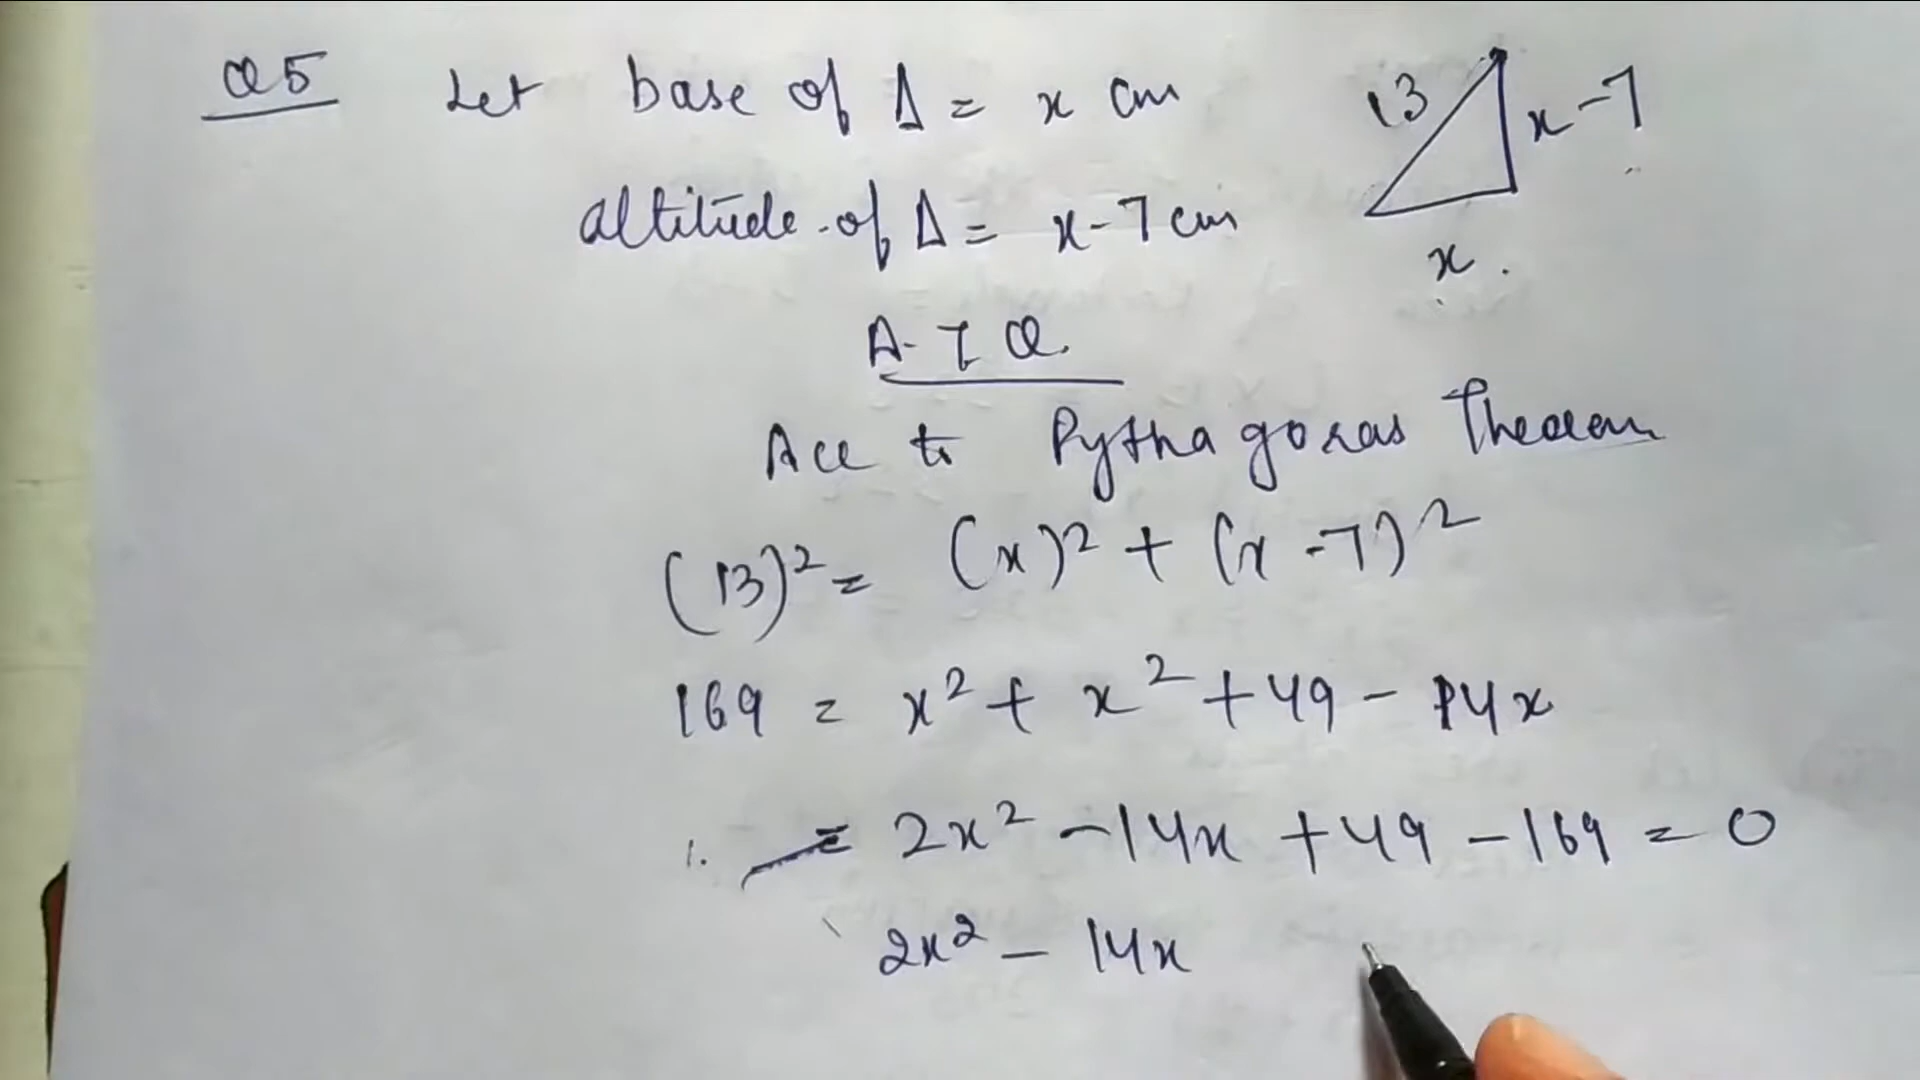 Q5 Let base of Δ = x cm
altitude of Δ = x-7 cm
13
x-7
x
A.T.Q.
Acc to Pythagoras Theorem
(13)² = (x)² + (x-7)²
169 = x² + x² + 49 - 14x
= 2x² - 14x + 49 - 169 = 0
2x² - 14x